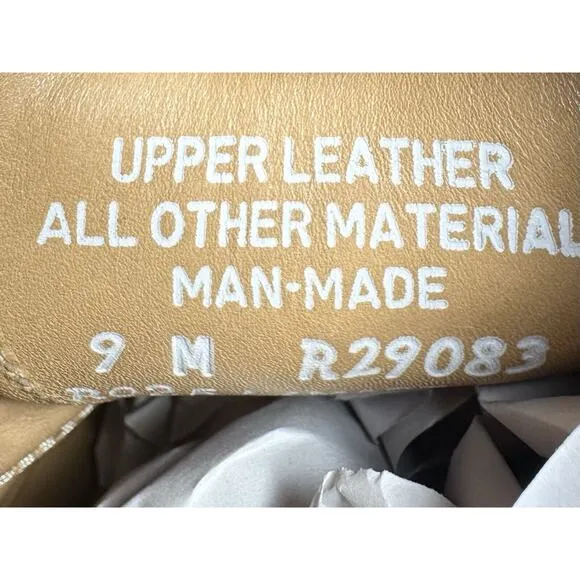 UPPER LEATHER
ALL OTHER MATERIAL
MAN-MADE
9 M R29083